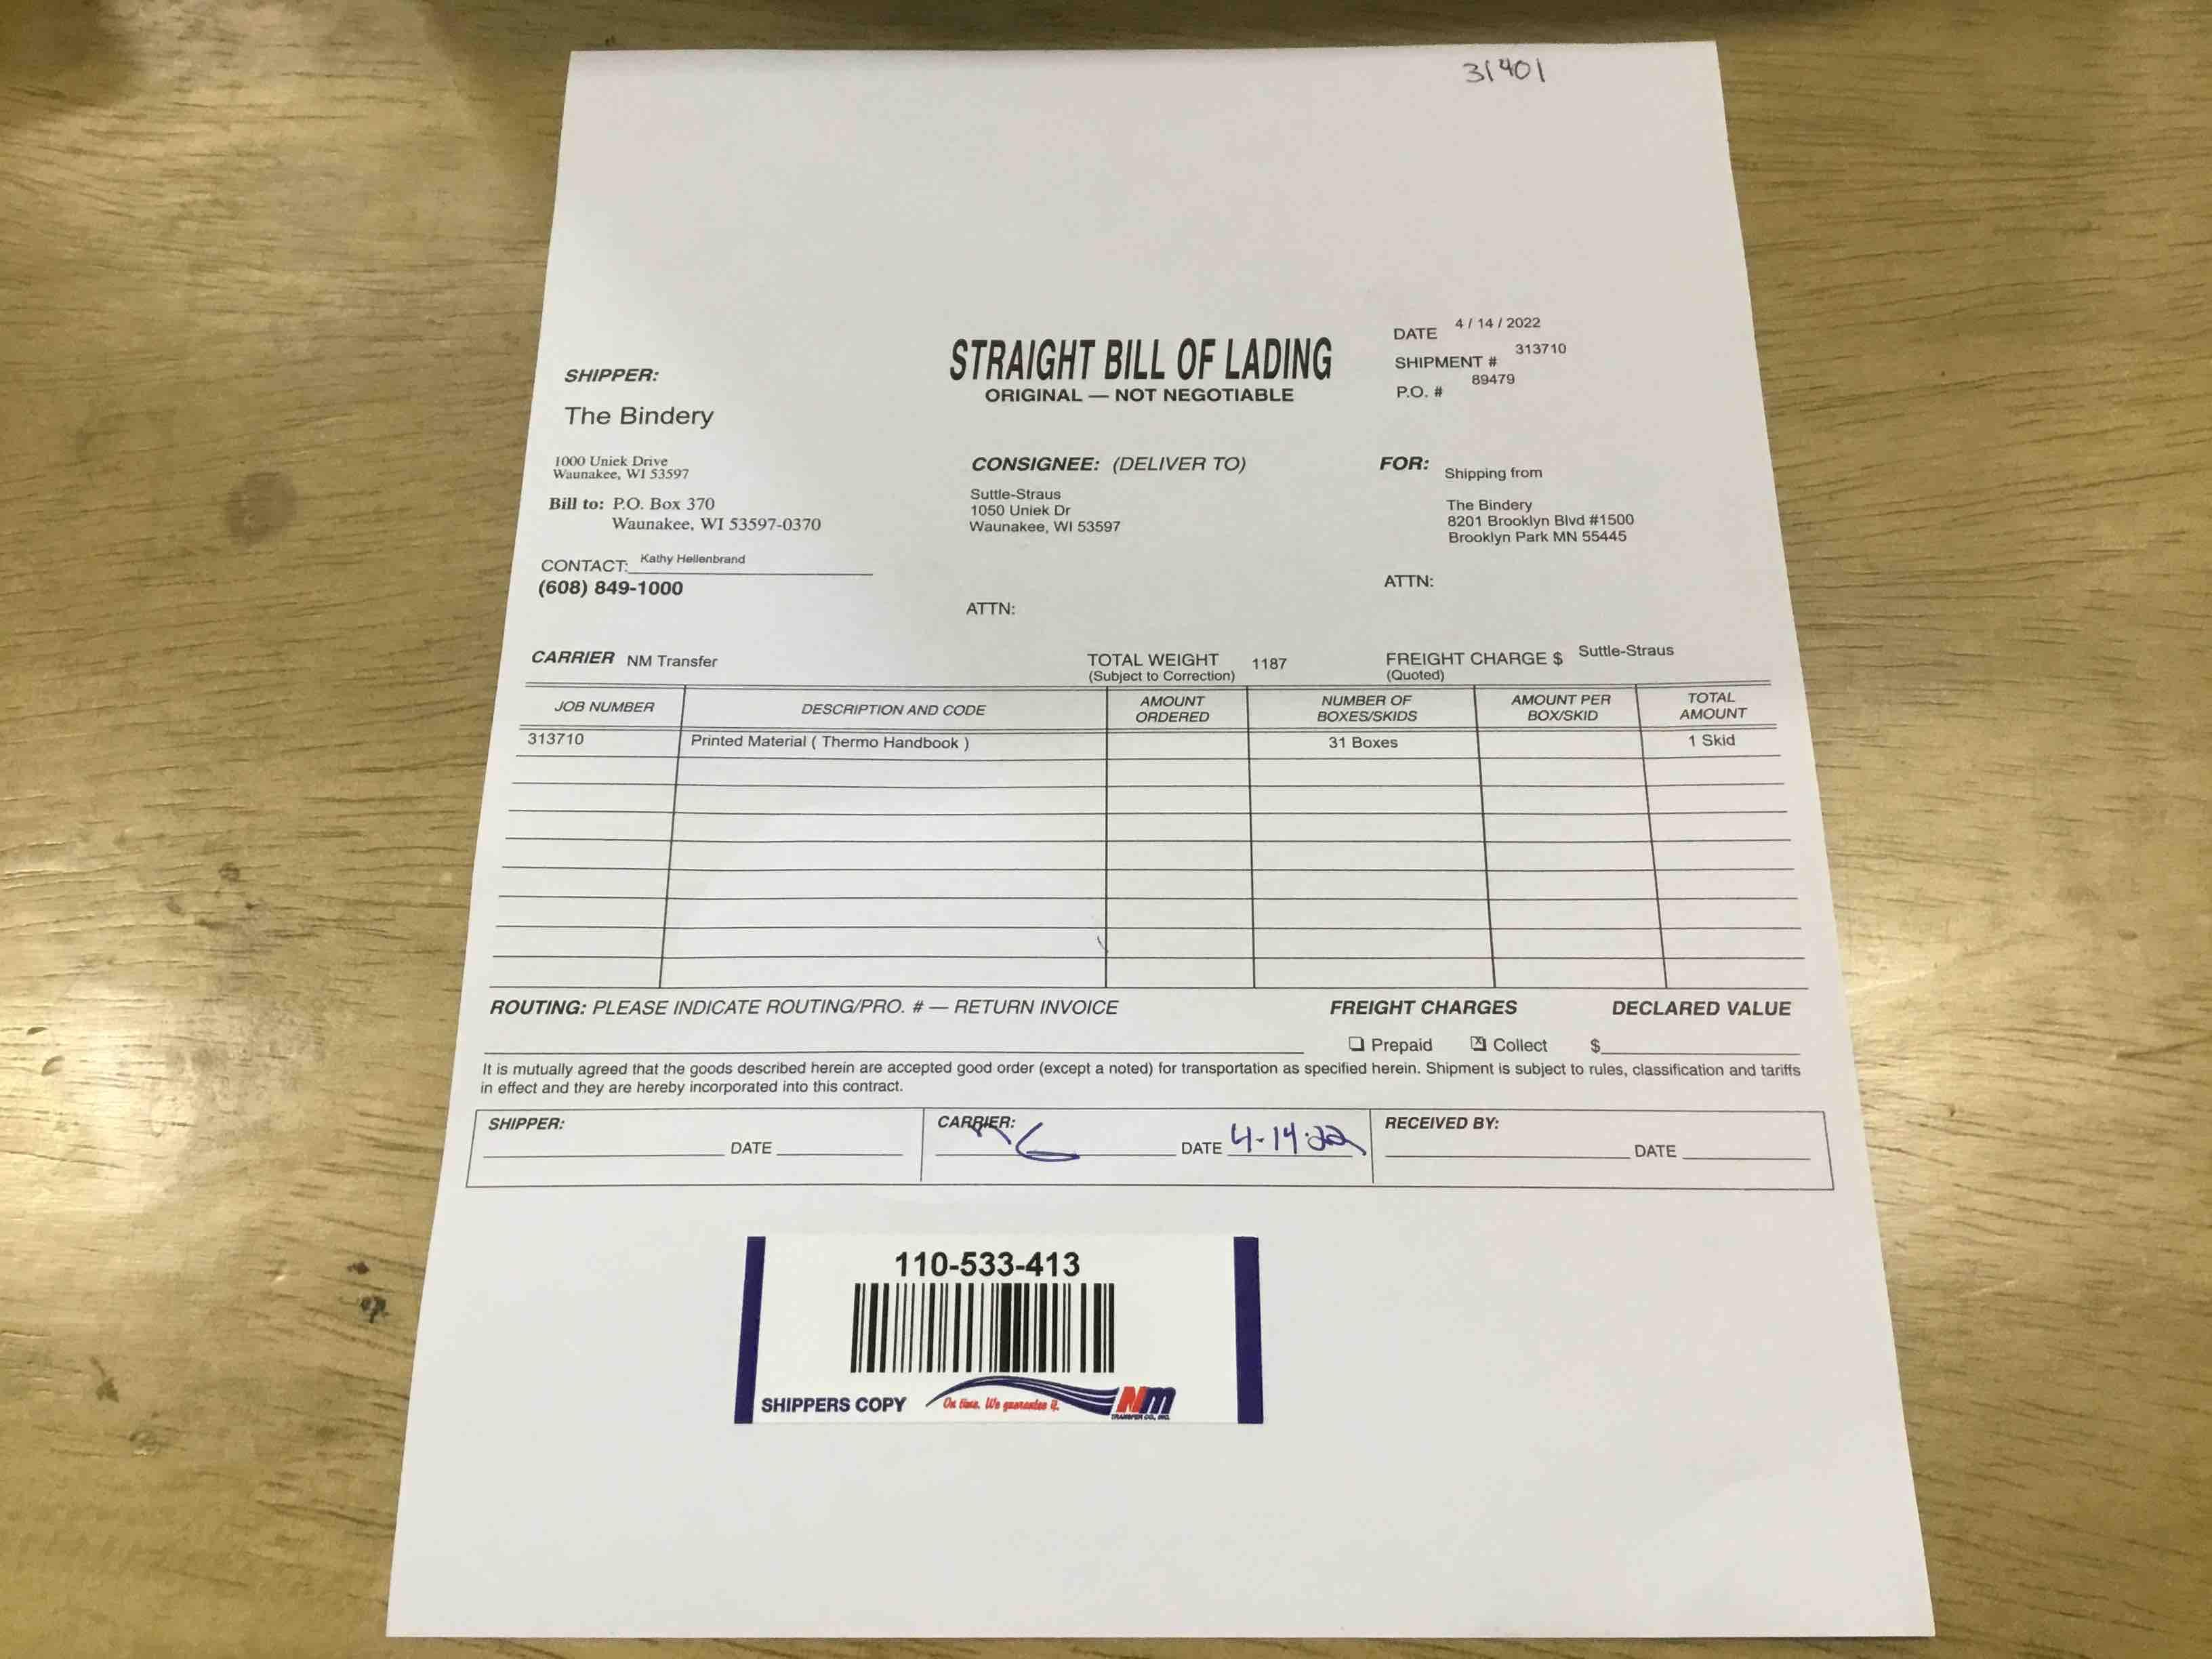 31401
DATE 4 / 14 / 2022
SHIPMENT # 313710
P.O. # 89479
STRAIGHT BILL OF LADING
ORIGINAL — NOT NEGOTIABLE
SHIPPER:
The Bindery
1000 Uniek Drive
Waunakee, WI 53597
Bill to: P.O. Box 370
Waunakee, WI 53597-0370
CONTACT: Kathy Hellenbrand
(608) 849-1000
CONSIGNEE: (DELIVER TO)
Suttle-Straus
1050 Uniek Dr
Waunakee, WI 53597
ATTN:
FOR: Shipping from
The Bindery
8201 Brooklyn Blvd #1500
Brooklyn Park MN 55445
ATTN:
CARRIER NM Transfer
TOTAL WEIGHT 1187
(Subject to Correction)
FREIGHT CHARGE $ Suttle-Straus
(Quoted)
JOB NUMBER
DESCRIPTION AND CODE
AMOUNT
ORDERED
NUMBER OF
BOXES/SKIDS
AMOUNT PER
BOX/SKID
TOTAL
AMOUNT
313710 Printed Material ( Thermo Handbook ) 31 Boxes 1 Skid
ROUTING: PLEASE INDICATE ROUTING/PRO. # — RETURN INVOICE
FREIGHT CHARGES
DECLARED VALUE
Prepaid Collect $
It is mutually agreed that the goods described herein are accepted good order (except a noted) for transportation as specified herein. Shipment is subject to rules, classification and tariffs
in effect and they are hereby incorporated into this contract.
SHIPPER:
DATE
CARRIER:
DATE 4-14-22
RECEIVED BY:
DATE
110-533-413
SHIPPERS COPY
On time. We guarantee it.
NM
TRANSFER CO., INC.